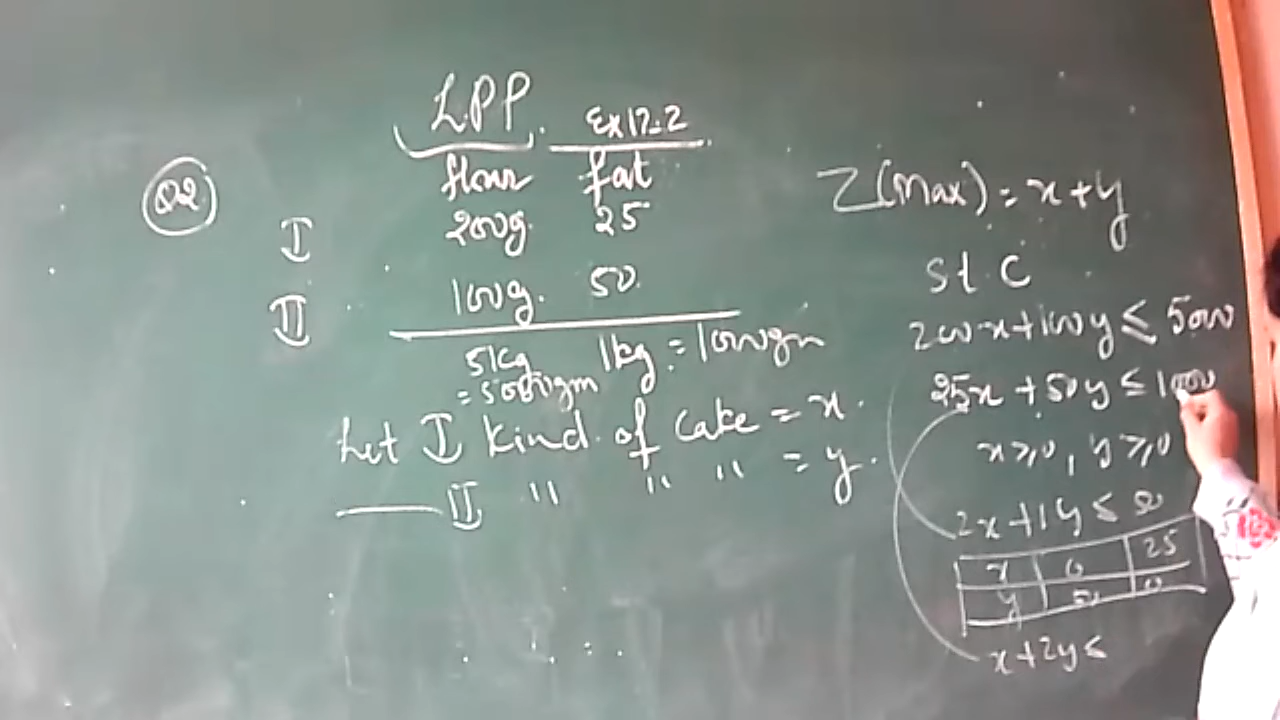 LPP. Ex 12.2
Q2
flour fat
I 200g. 25
II 100g. 50.
5kg 1kg = 1000gm
= 5000gm
Let I kind of cake = x.
— II " " " = y.
Z(Max) = x+y
St. C
200x+100y ≤ 5000
25x + 50y ≤ 1000
x≥0, y≥0
2x+1y ≤ 50
x 0 25
y 50 0
x+2y ≤